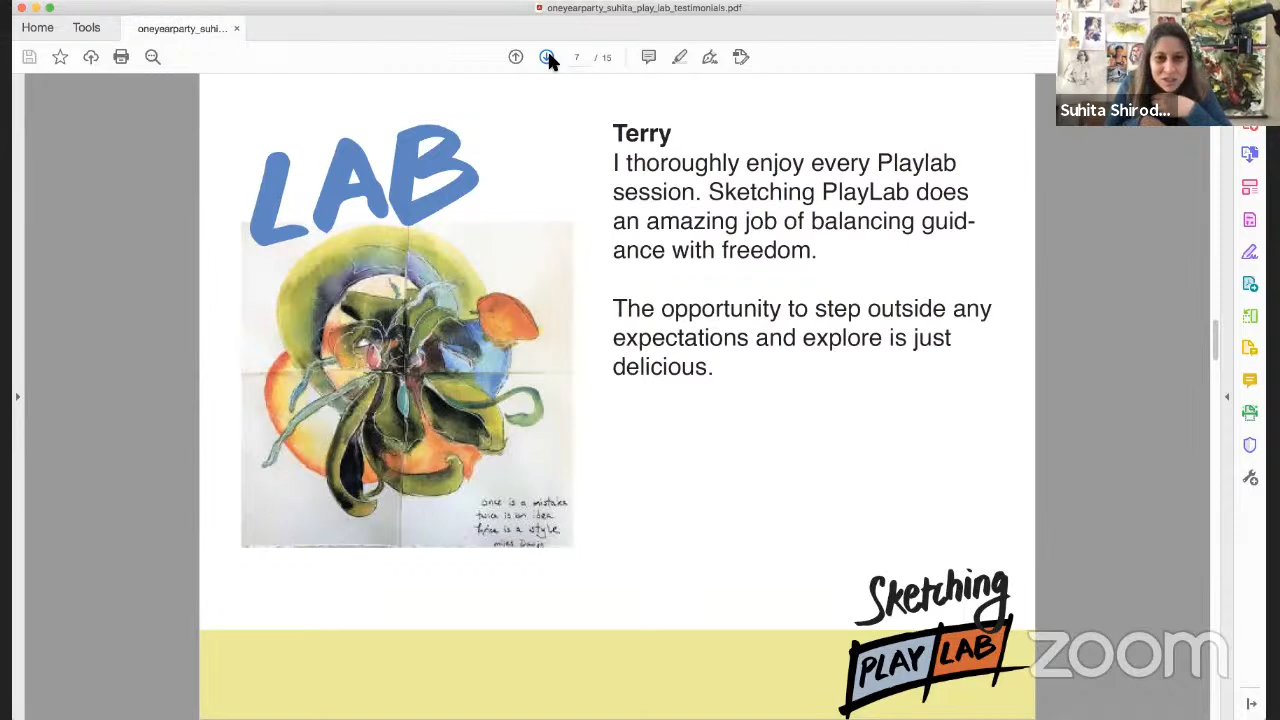 oneyearparty_suhita_play_lab_testimonials.pdf
Home
Tools
oneyearparty_suhi... ×
7 / 15
Suhita Shirod...
LAB
Terry
I thoroughly enjoy every Playlab
session. Sketching PlayLab does
an amazing job of balancing guid-
ance with freedom.
The opportunity to step outside any
expectations and explore is just
delicious.
once is a mistake
twice is an idea
thrice is a style.
miles Davis
Sketching
PLAY LAB
zoom